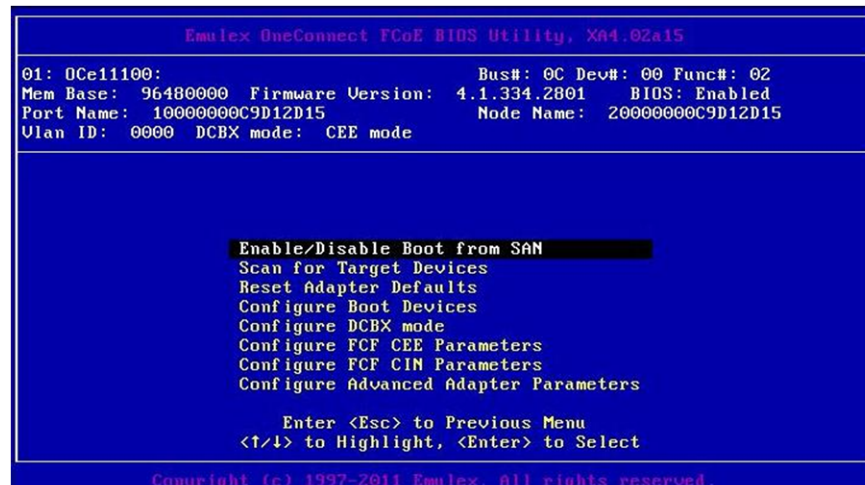 Emulex OneConnect FCoE BIOS Utility, XA4.02a15
01: OCe11100: Bus#: 0C Dev#: 00 Func#: 02
Mem Base: 96480000 Firmware Version: 4.1.334.2801 BIOS: Enabled
Port Name: 10000000C9D12D15 Node Name: 20000000C9D12D15
Vlan ID: 0000 DCBX mode: CEE mode
Enable/Disable Boot from SAN
Scan for Target Devices
Reset Adapter Defaults
Configure Boot Devices
Configure DCBX mode
Configure FCF CEE Parameters
Configure FCF CIN Parameters
Configure Advanced Adapter Parameters
Enter <Esc> to Previous Menu
<↑/↓> to Highlight, <Enter> to Select
Copyright (c) 1997-2011 Emulex. All rights reserved.